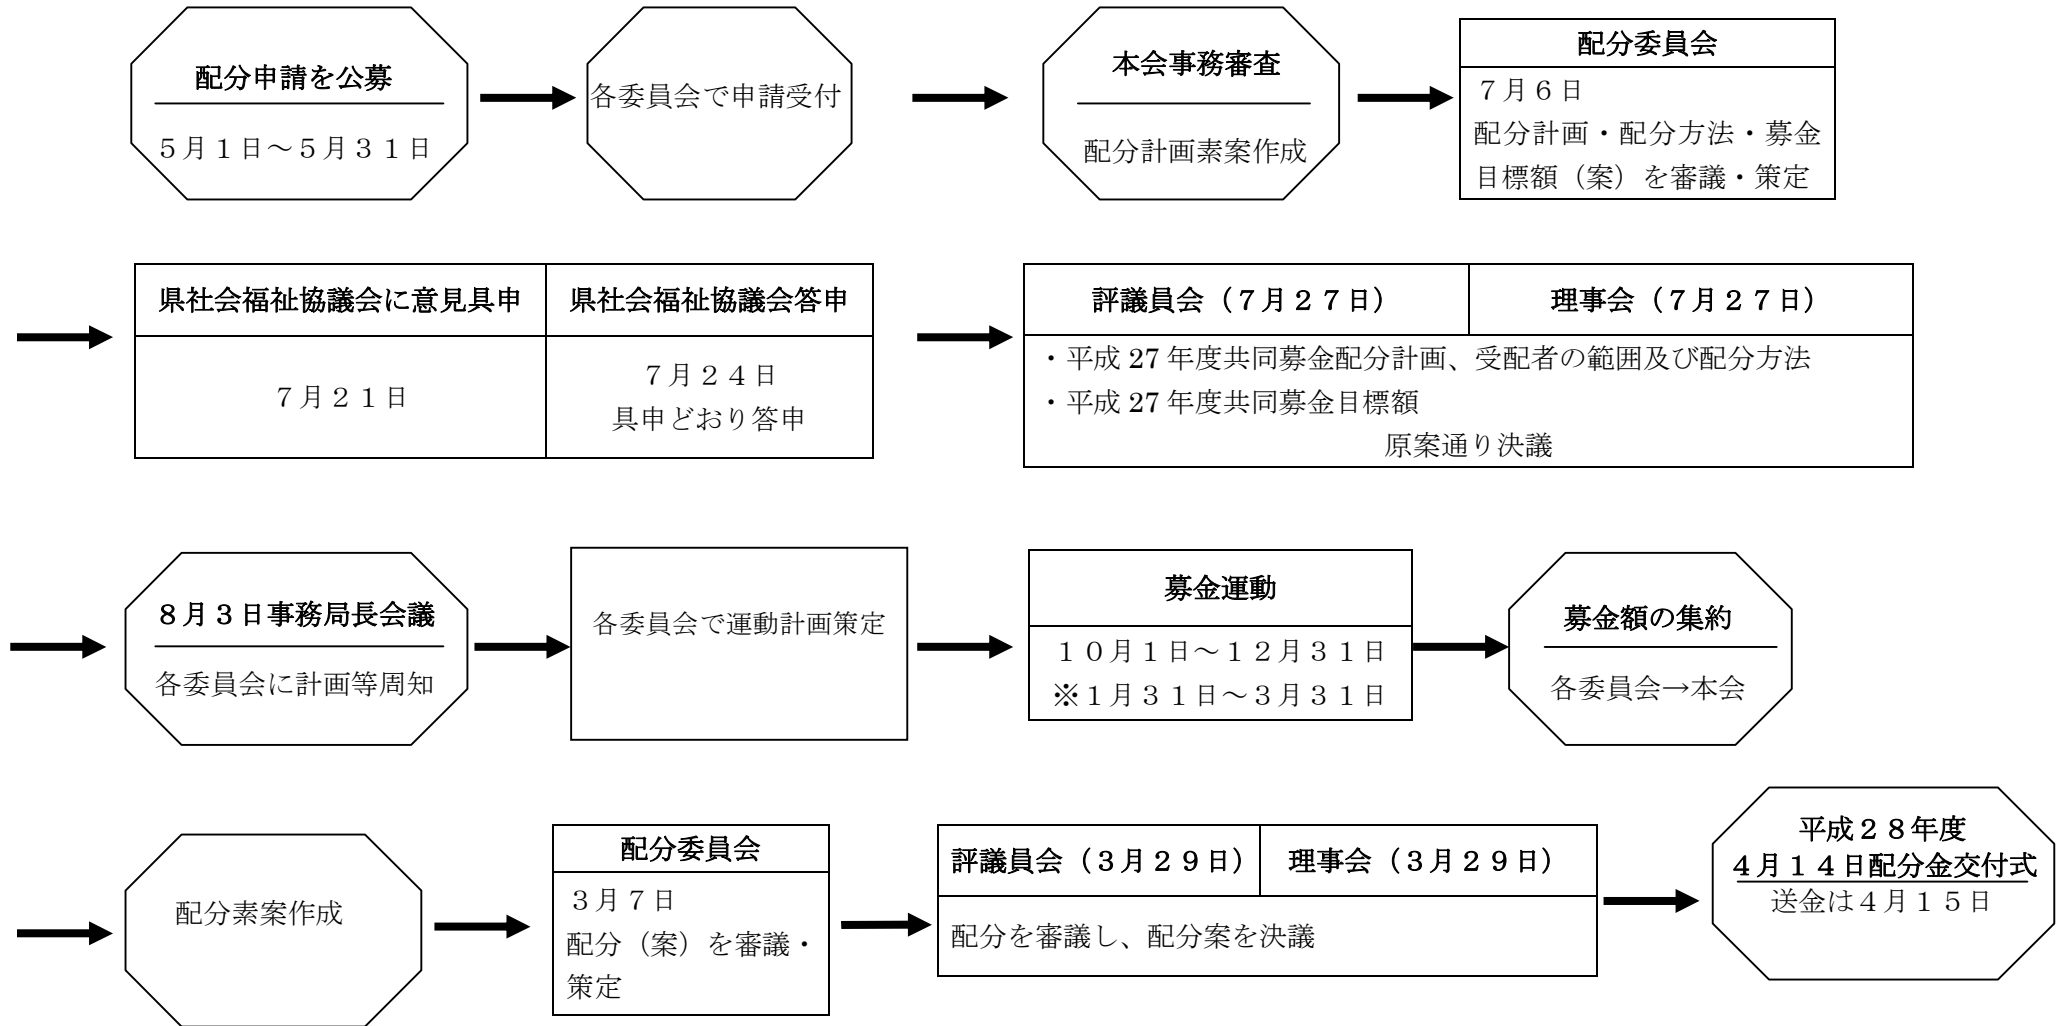 配分申請を公募
５月１日～５月３１日
各委員会で申請受付
本会事務審査
配分計画素案作成
配分委員会
７月６日
配分計画・配分方法・募金
目標額（案）を審議・策定
県社会福祉協議会に意見具申
７月２１日
県社会福祉協議会答申
７月２４日
具申どおり答申
評議員会（７月２７日）
理事会（７月２７日）
・平成 27 年度共同募金配分計画、受配者の範囲及び配分方法
・平成 27 年度共同募金目標額
原案通り決議
８月３日事務局長会議
各委員会に計画等周知
各委員会で運動計画策定
募金運動
１０月１日～１２月３１日
※１月３１日～３月３１日
募金額の集約
各委員会→本会
配分素案作成
配分委員会
３月７日
配分（案）を審議・
策定
評議員会（３月２９日）
理事会（３月２９日）
配分を審議し、配分案を決議
平成２８年度
４月１４日配分金交付式
送金は４月１５日